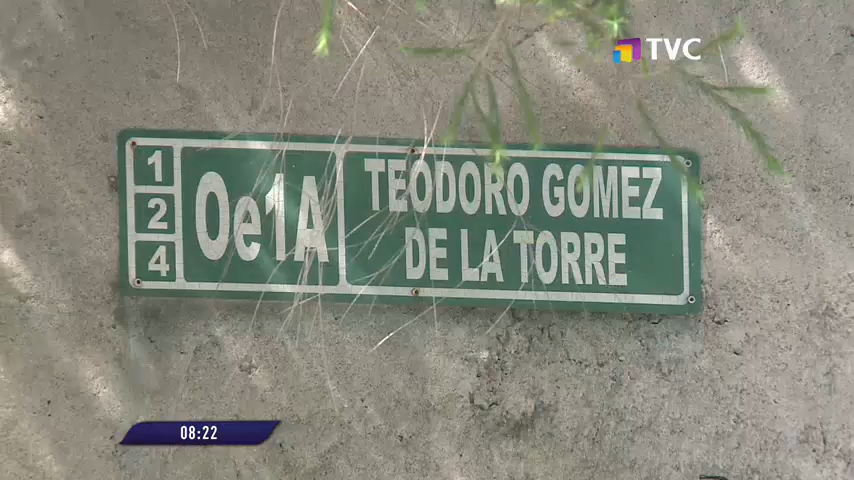 TVC
1
2
4
Oe1A
TEODORO GOMEZ
DE LA TORRE
08:22